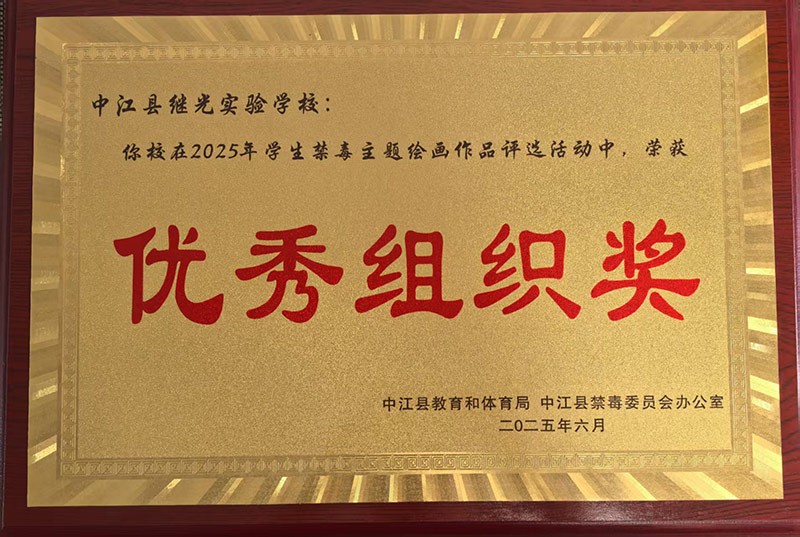 中江县继光实验学校：
你校在2025年学生禁毒主题绘画作品评选活动中，荣获
优秀组织奖
中江县教育和体育局 中江县禁毒委员会办公室
二〇二五年六月